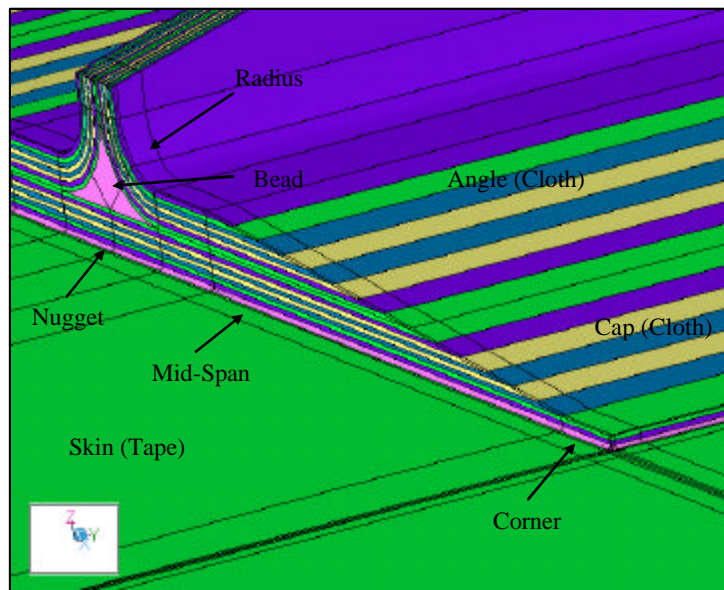 Radius
Bead
Angle (Cloth)
Nugget
Cap (Cloth)
Mid-Span
Skin (Tape)
Corner
Z
Y
X